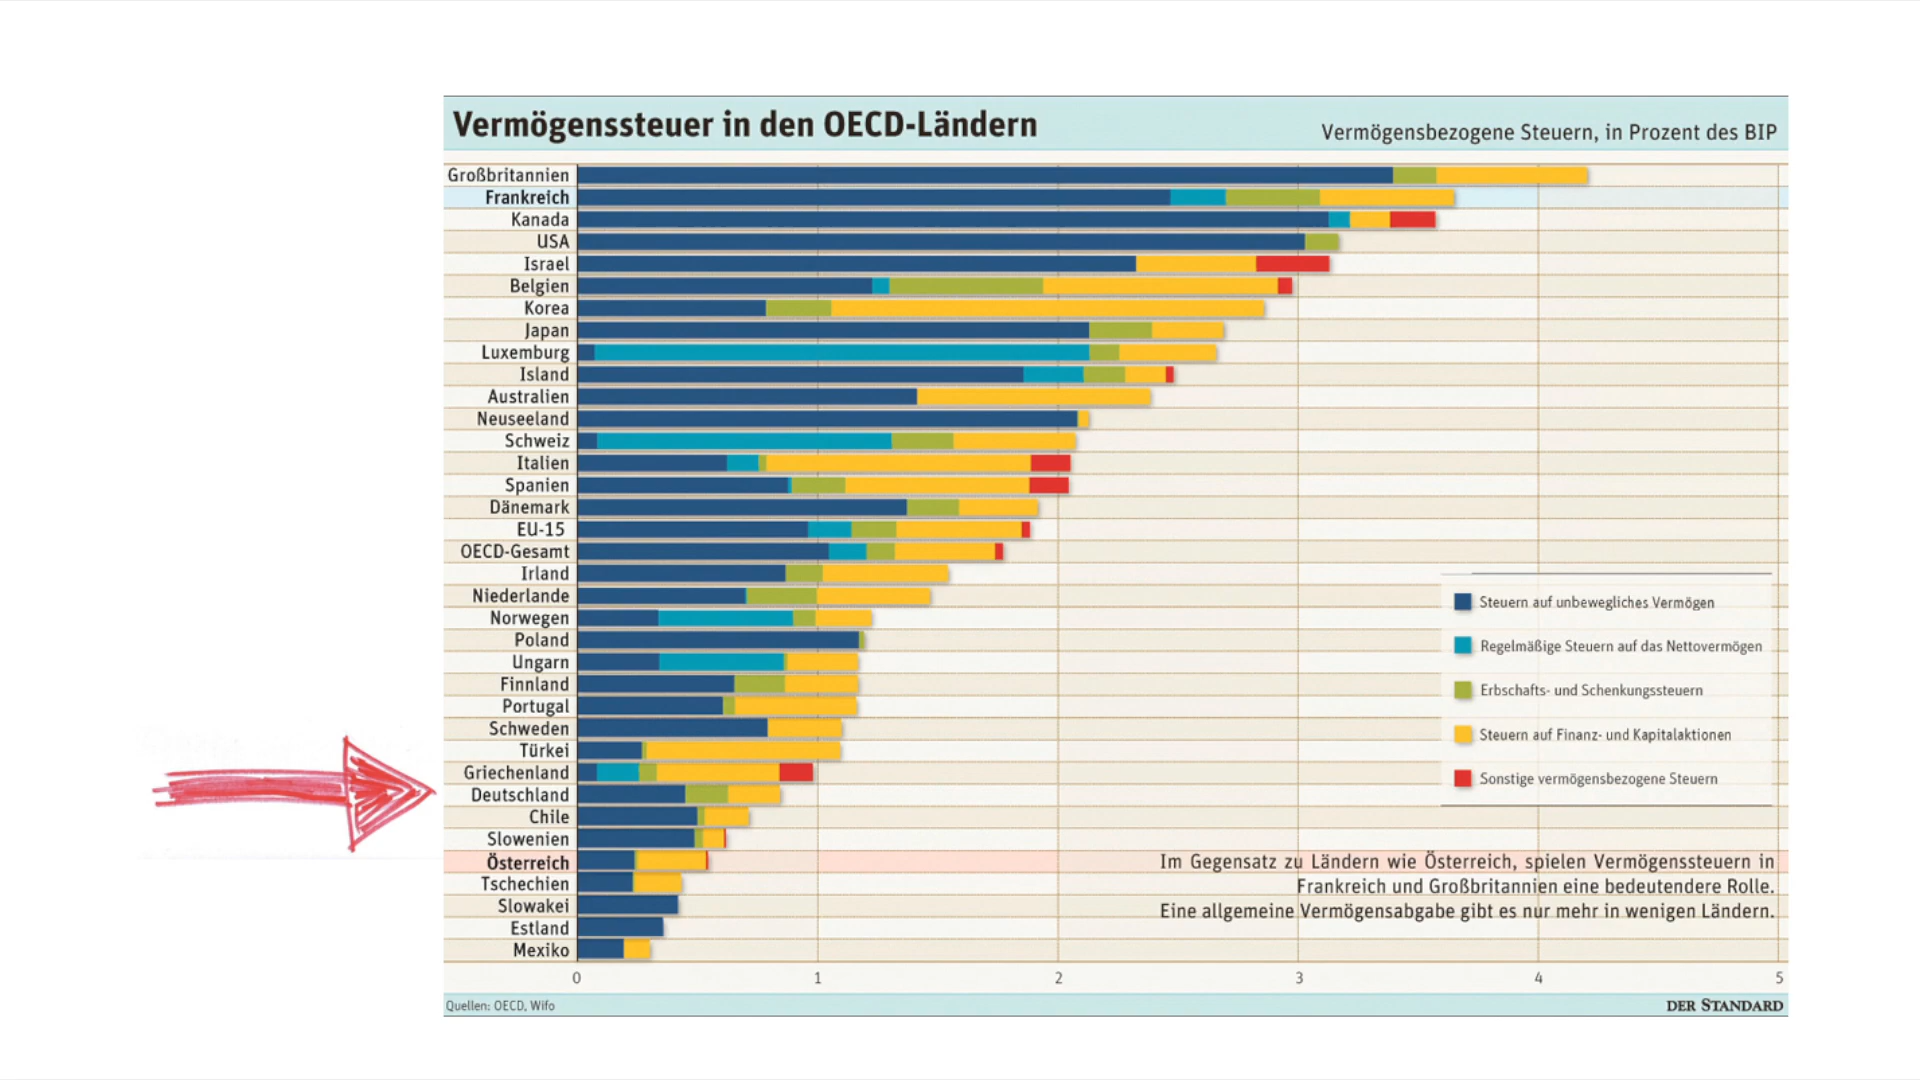 Vermögenssteuer in den OECD-Ländern
Vermögensbezogene Steuern, in Prozent des BIP
Großbritannien
Frankreich
Kanada
USA
Israel
Belgien
Korea
Japan
Luxemburg
Island
Australien
Neuseeland
Schweiz
Italien
Spanien
Dänemark
EU-15
OECD-Gesamt
Irland
Niederlande
Norwegen
Poland
Ungarn
Finnland
Portugal
Schweden
Türkei
Griechenland
Deutschland
Chile
Slowenien
Österreich
Tschechien
Slowakei
Estland
Mexiko
Steuern auf unbewegliches Vermögen
Regelmäßige Steuern auf das Nettovermögen
Erbschafts- und Schenkungssteuern
Steuern auf Finanz- und Kapitalaktionen
Sonstige vermögensbezogene Steuern
Im Gegensatz zu Ländern wie Österreich, spielen Vermögenssteuern in
Frankreich und Großbritannien eine bedeutendere Rolle.
Eine allgemeine Vermögensabgabe gibt es nur mehr in wenigen Ländern.
0 1 2 3 4 5
Quellen: OECD, Wifo
DER STANDARD